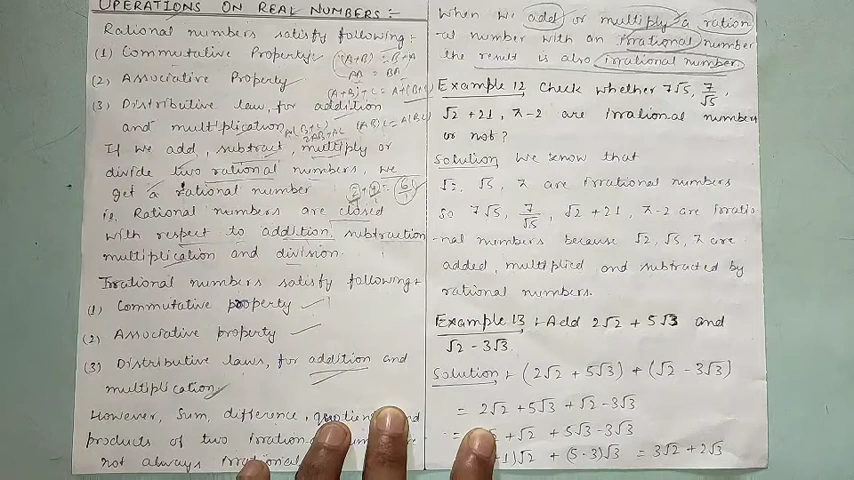 OPERATIONS ON REAL NUMBERS :-
Rational numbers satisfy following :-
(1) Commutative Property
(A+B) = B+A
AB = BA
(2) Associative Property
(A+B)+C = A+(B+C)
(3) Distributive law, for addition
and multiplication
A(B+C)
(AB)C = A(BC)
If we add, subtract, multiply or
divide two rational numbers, we
get a rational number
ie. Rational numbers are closed
with respect to addition, subtraction
multiplication and division.
Irrational numbers satisfy following :-
(1) Commutative property
(2) Associative property
(3) Distributive laws, for addition and
multiplication
However, Sum, difference,
products of two
not always irrational
When we add or multiply a ration
-al number with an irrational number
the result is also irrational number.
Example 12 Check whether 7√5, 7/√5,
√2 + 21, π-2 are irrational numbers
or not?
Solution We know that
√2, √5, π are irrational numbers
So 7√5, 7/√5, √2 + 21, π-2 are irratio
-nal numbers because √2, √5, π are
added, multiplied and subtracted by
rational numbers.
Example 13 :- Add 2√2 + 5√3 and
√2 - 3√3.
Solution :- (2√2 + 5√3) + (√2 - 3√3)
= 2√2 + 5√3 + √2 - 3√3
= + √2 + 5√3 - 3√3
+1)√2 + (5-3)√3 = 3√2 + 2√3